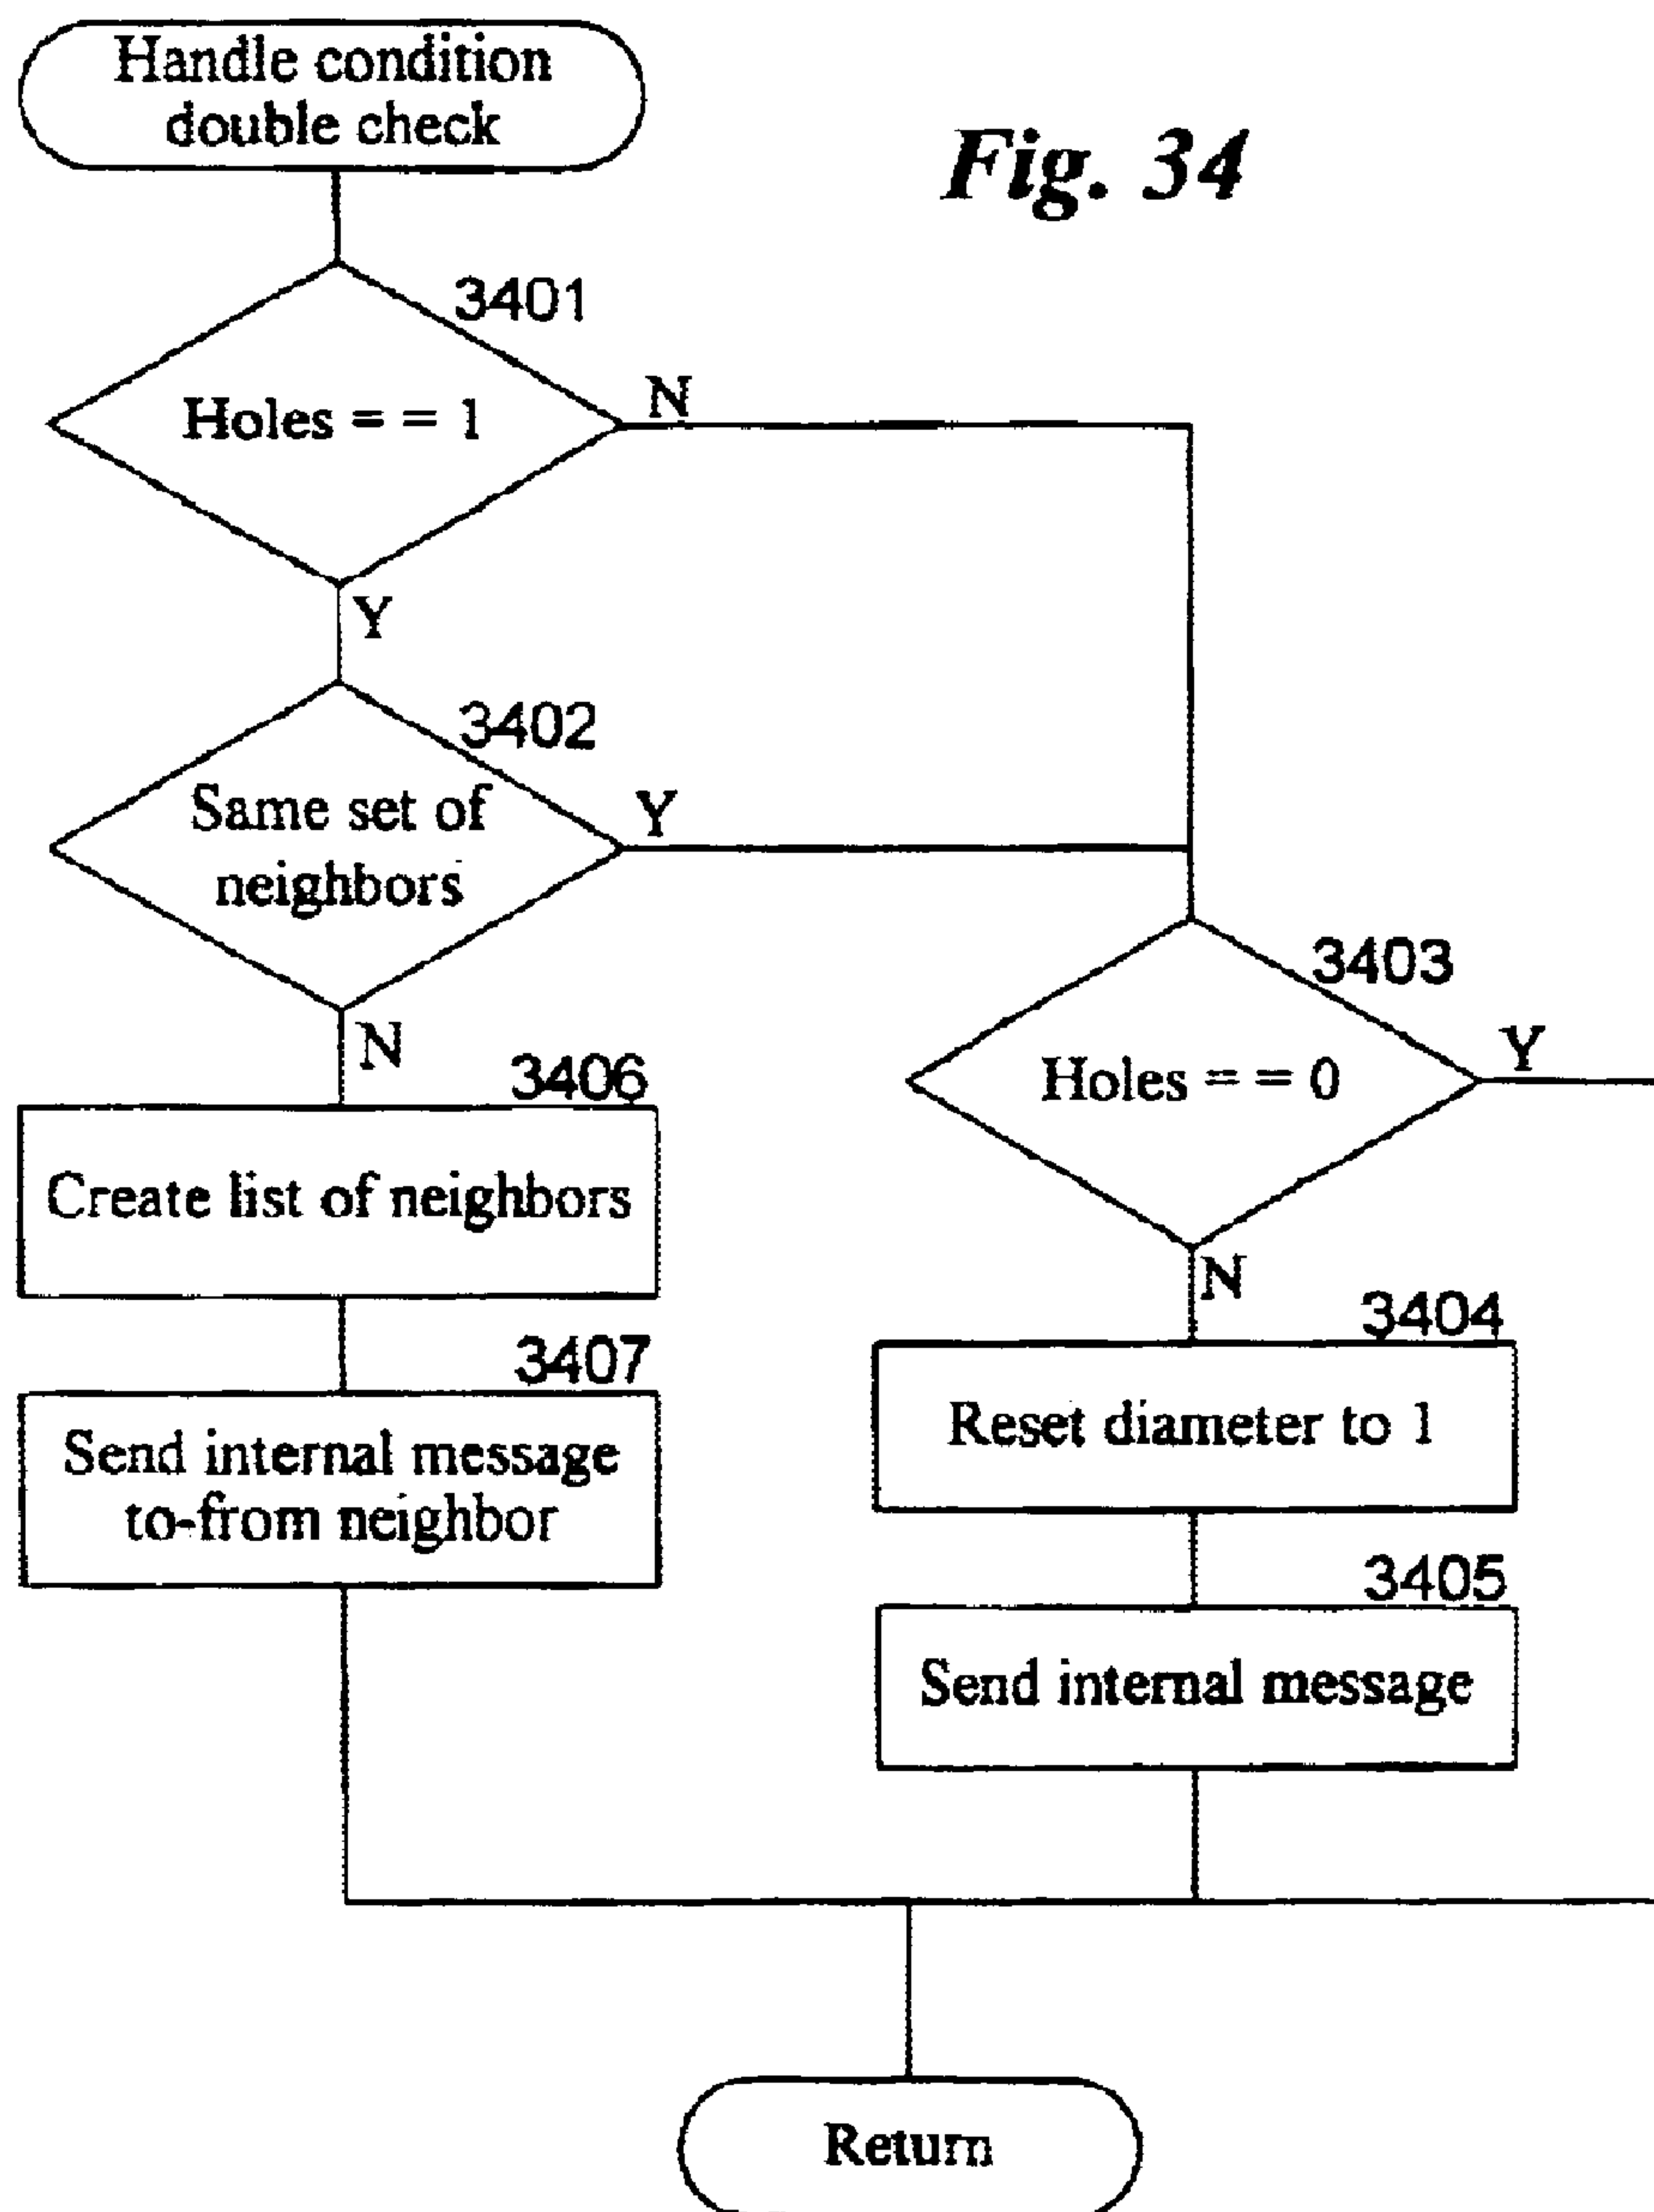 Handle condition
double check
Fig. 34
3401
Holes = = 1
N
Y
3402
Same set of
neighbors
Y
N
3403
Holes = = 0
Y
N
3406
Create list of neighbors
3404
Reset diameter to 1
3407
Send internal message
to-from neighbor
3405
Send internal message
Return